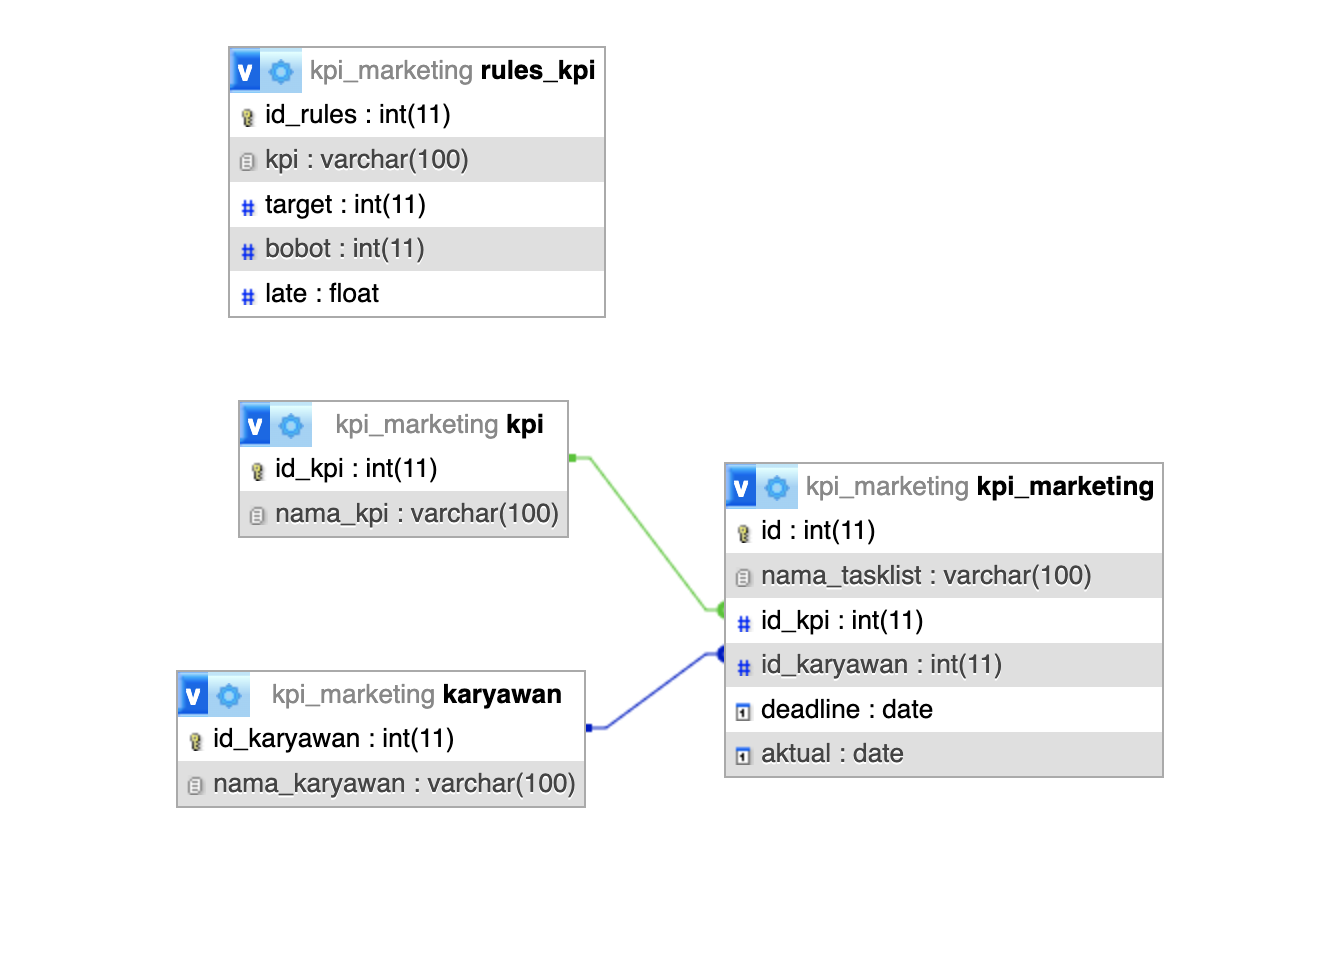 v kpi_marketing rules_kpi
id_rules : int(11)
kpi : varchar(100)
# target : int(11)
# bobot : int(11)
# late : float
v kpi_marketing kpi
id_kpi : int(11)
nama_kpi : varchar(100)
v kpi_marketing kpi_marketing
id : int(11)
nama_tasklist : varchar(100)
# id_kpi : int(11)
# id_karyawan : int(11)
1 deadline : date
1 aktual : date
v kpi_marketing karyawan
id_karyawan : int(11)
nama_karyawan : varchar(100)